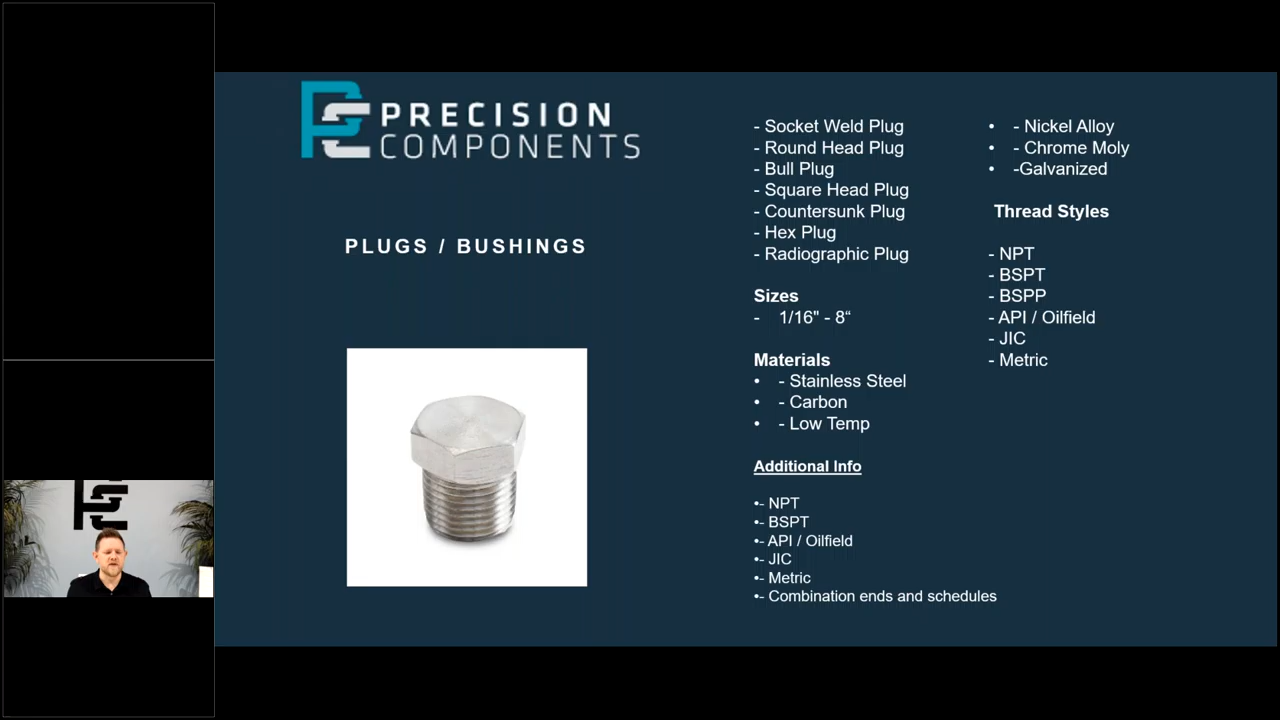 PRECISION
COMPONENTS
PLUGS / BUSHINGS
- Socket Weld Plug
- Round Head Plug
- Bull Plug
- Square Head Plug
- Countersunk Plug
- Hex Plug
- Radiographic Plug
Sizes
- 1/16" - 8“
Materials
• - Stainless Steel
• - Carbon
• - Low Temp
• - Nickel Alloy
• - Chrome Moly
• -Galvanized
Thread Styles
- NPT
- BSPT
- BSPP
- API / Oilfield
- JIC
- Metric
Additional Info
•- NPT
•- BSPT
•- API / Oilfield
•- JIC
•- Metric
•- Combination ends and schedules